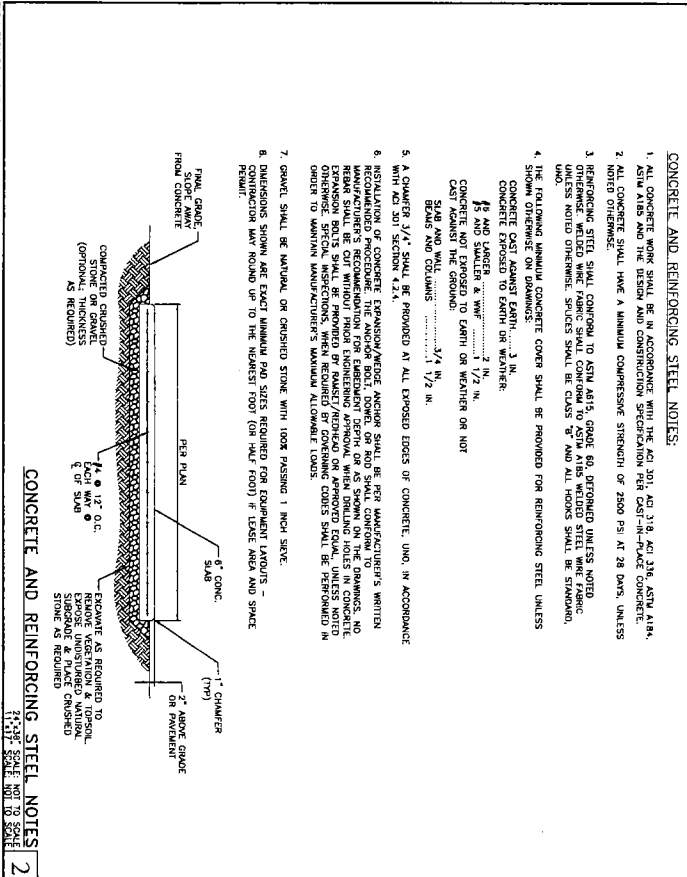 CONCRETE AND REINFORCING STEEL NOTES:
1. ALL CONCRETE WORK SHALL BE IN ACCORDANCE WITH THE ACI 301, ACI 318, ACI 336, ASTM A184,
ASTM A185 AND THE DESIGN AND CONSTRUCTION SPECIFICATION PER CAST-IN-PLACE CONCRETE.
2. ALL CONCRETE SHALL HAVE A MINIMUM COMPRESSIVE STRENGTH OF 2500 PSI AT 28 DAYS, UNLESS
NOTED OTHERWISE.
3. REINFORCING STEEL SHALL CONFORM TO ASTM A615, GRADE 60, DEFORMED UNLESS NOTED
OTHERWISE. WELDED WIRE FABRIC SHALL CONFORM TO ASTM A185 WELDED STEEL WIRE FABRIC
UNLESS NOTED OTHERWISE. SPLICES SHALL BE CLASS "B" AND ALL HOOKS SHALL BE STANDARD,
UNO.
4. THE FOLLOWING MINIMUM CONCRETE COVER SHALL BE PROVIDED FOR REINFORCING STEEL UNLESS
SHOWN OTHERWISE ON DRAWINGS:
CONCRETE CAST AGAINST EARTH.......3 IN.
CONCRETE EXPOSED TO EARTH OR WEATHER:
#6 AND LARGER ..............2 IN.
#5 AND SMALLER & WWF ........1 1/2 IN.
CONCRETE NOT EXPOSED TO EARTH OR WEATHER OR NOT
CAST AGAINST THE GROUND:
SLAB AND WALL ..................3/4 IN.
BEAMS AND COLUMNS ............1 1/2 IN.
5. A CHAMFER 3/4" SHALL BE PROVIDED AT ALL EXPOSED EDGES OF CONCRETE, UNO, IN ACCORDANCE
WITH ACI 301 SECTION 4.2.4.
6. INSTALLATION OF CONCRETE EXPANSION/WEDGE ANCHOR SHALL BE PER MANUFACTURER'S WRITTEN
RECOMMENDED PROCEDURE. THE ANCHOR BOLT, DOWEL OR ROD SHALL CONFORM TO
MANUFACTURER'S RECOMMENDATION FOR EMBEDMENT DEPTH OR AS SHOWN ON THE DRAWINGS. NO
REBAR SHALL BE CUT WITHOUT PRIOR ENGINEERING APPROVAL WHEN DRILLING HOLES IN CONCRETE.
EXPANSION BOLTS SHALL BE PROVIDED BY RAMSET/REDHEAD OR APPROVED EQUAL, UNLESS NOTED
OTHERWISE. SPECIAL INSPECTIONS, WHEN REQUIRED BY GOVERNING CODES SHALL BE PERFORMED IN
ORDER TO MAINTAIN MANUFACTURER'S MAXIMUM ALLOWABLE LOADS.
7. GRAVEL SHALL BE NATURAL OR CRUSHED STONE WITH 100% PASSING 1 INCH SIEVE.
8. DIMENSIONS SHOWN ARE EXACT MINIMUM PAD SIZES REQUIRED FOR EQUIPMENT LAYOUTS –
CONTRACTOR MAY ROUND UP TO THE NEAREST FOOT (OR HALF FOOT) IF LEASE AREA AND SPACE
PERMIT.
PER PLAN
6" CONC.
SLAB
1" CHAMFER
(TYP)
2" ABOVE GRADE
OR PAVEMENT
FINAL GRADE,
SLOPE AWAY
FROM CONCRETE
COMPACTED CRUSHED
STONE OR GRAVEL
(OPTIONAL: THICKNESS
AS REQUIRED)
#4 @ 12" O.C.
EACH WAY @
℄ OF SLAB
EXCAVATE AS REQUIRED TO
REMOVE VEGETATION & TOPSOIL.
EXPOSE UNDISTURBED NATURAL
SUBGRADE & PLACE CRUSHED
STONE AS REQUIRED
CONCRETE AND REINFORCING STEEL NOTES
24"x36" SCALE: NOT TO SCALE
11"x17" SCALE: NOT TO SCALE
2